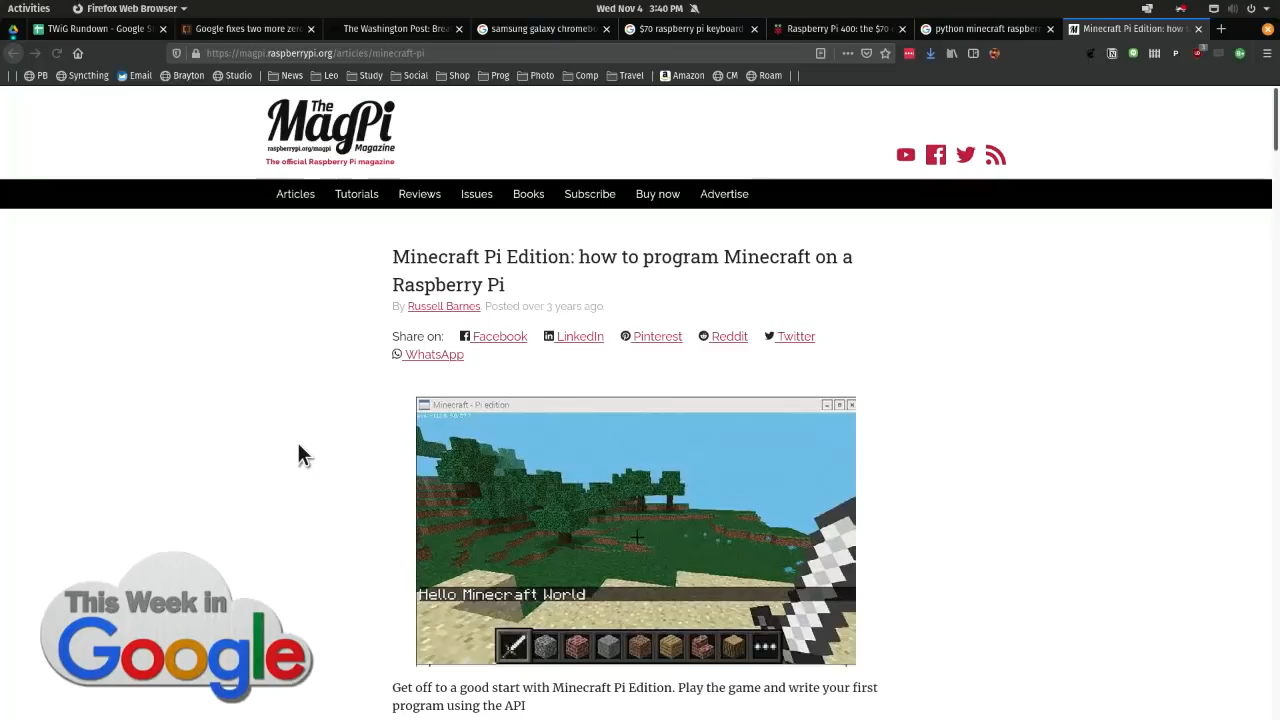 Activities Firefox Web Browser Wed Nov 4 3:40 PM
TWiG Rundown - Google S Google fixes two more zero The Washington Post: Brea samsung galaxy chromebo $70 raspberry pi keyboard Raspberry Pi 400: the $70 python minecraft raspberr Minecraft Pi Edition: how t
https://magpi.raspberrypi.org/articles/minecraft-pi
PB Syncthing Email Brayton Studio News Leo Study Social Shop Prog Photo Comp Travel Amazon CM Roam
The
MagPi
raspberrypi.org/magpi Magazine
The official Raspberry Pi magazine
Articles Tutorials Reviews Issues Books Subscribe Buy now Advertise
Minecraft Pi Edition: how to program Minecraft on a
Raspberry Pi
By Russell Barnes. Posted over 3 years ago.
Share on: Facebook LinkedIn Pinterest Reddit Twitter
WhatsApp
Minecraft - Pi edition
Hello Minecraft World
This Week in
Google
Get off to a good start with Minecraft Pi Edition. Play the game and write your first
program using the API